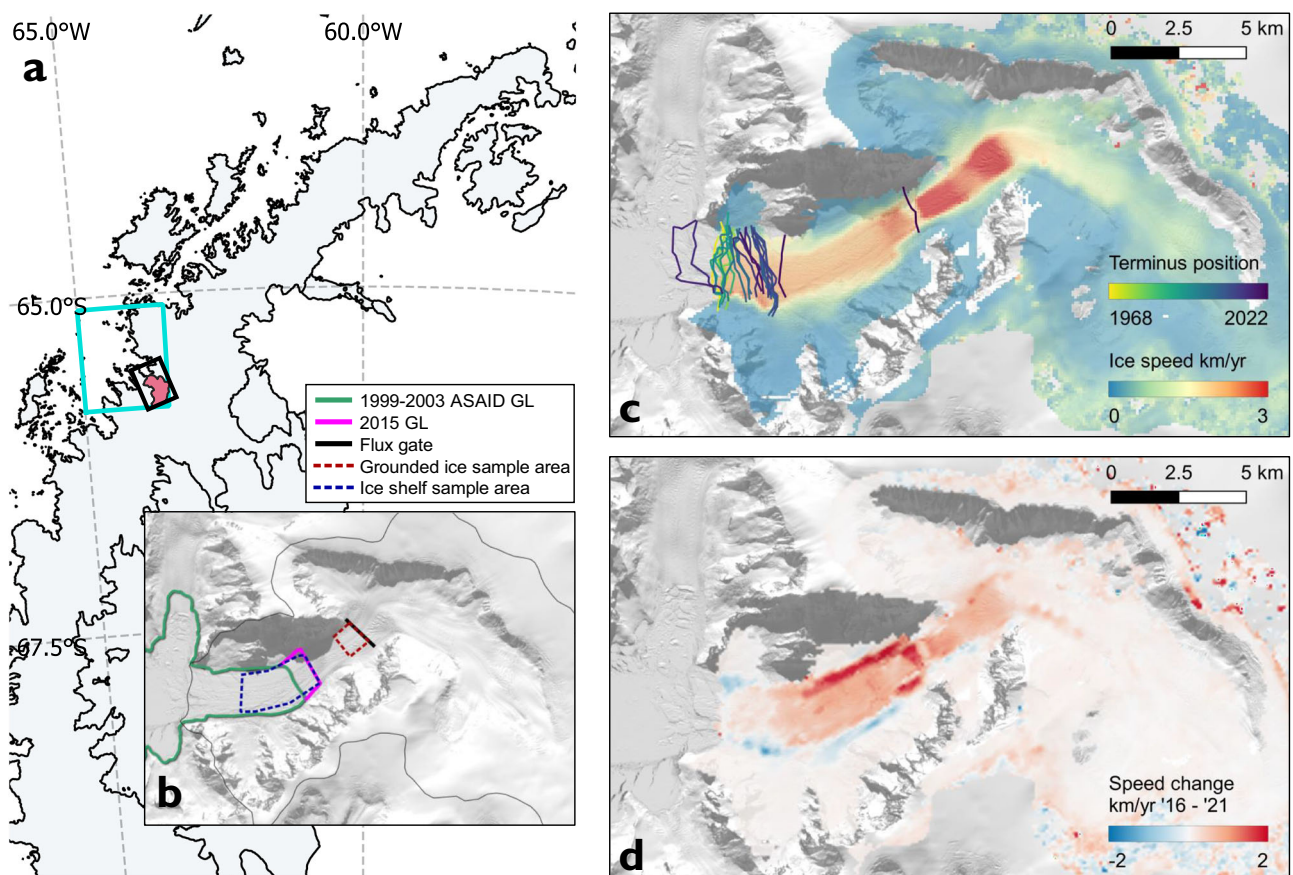 65.0°W
60.0°W
a
65.0°S
67.5°S
1999-2003 ASAID GL
2015 GL
Flux gate
Grounded ice sample area
Ice shelf sample area
b
0 2.5 5 km
Terminus position
1968 2022
Ice speed km/yr
0 3
c
0 2.5 5 km
Speed change
km/yr '16 - '21
-2 2
d